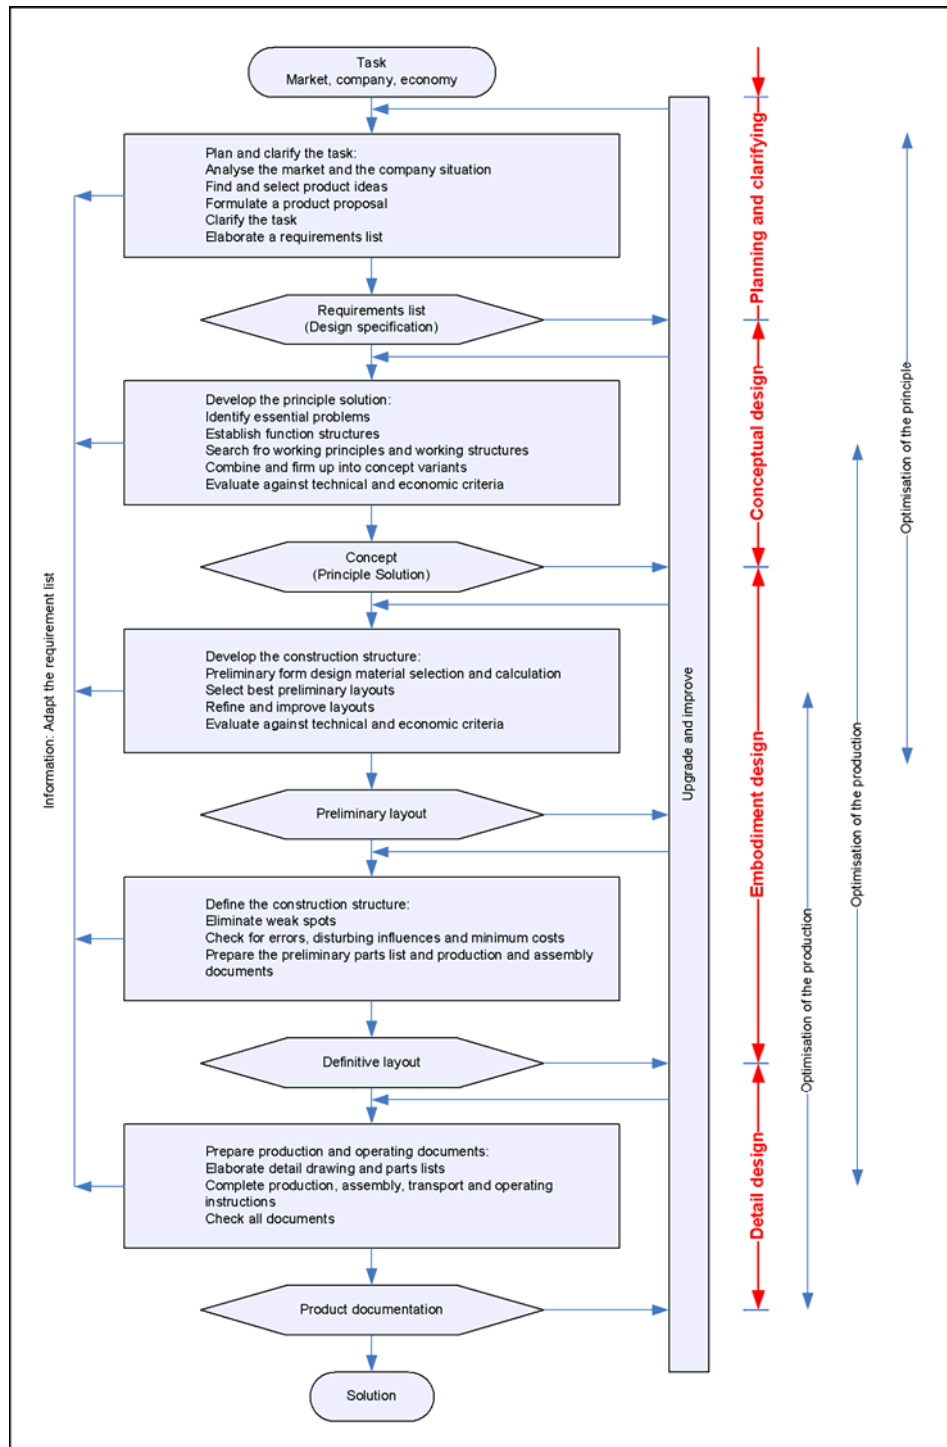 Task
Market, company, economy
Plan and clarify the task:
Analyse the market and the company situation
Find and select product ideas
Formulate a product proposal
Clarify the task
Elaborate a requirements list
Requirements list
(Design specification)
Develop the principle solution:
Identify essential problems
Establish function structures
Search fro working principles and working structures
Combine and firm up into concept variants
Evaluate against technical and economic criteria
Concept
(Principle Solution)
Develop the construction structure:
Preliminary form design material selection and calculation
Select best preliminary layouts
Refine and improve layouts
Evaluate against technical and economic criteria
Preliminary layout
Define the construction structure:
Eliminate weak spots
Check for errors, disturbing influences and minimum costs
Prepare the preliminary parts list and production and assembly
documents
Definitive layout
Prepare production and operating documents:
Elaborate detail drawing and parts lists
Complete production, assembly, transport and operating
instructions
Check all documents
Product documentation
Solution
Information: Adapt the requirement list
Upgrade and improve
Planning and clarifying
Conceptual design
Embodiment design
Detail design
Optimisation of the production
Optimisation of the production
Optimisation of the principle